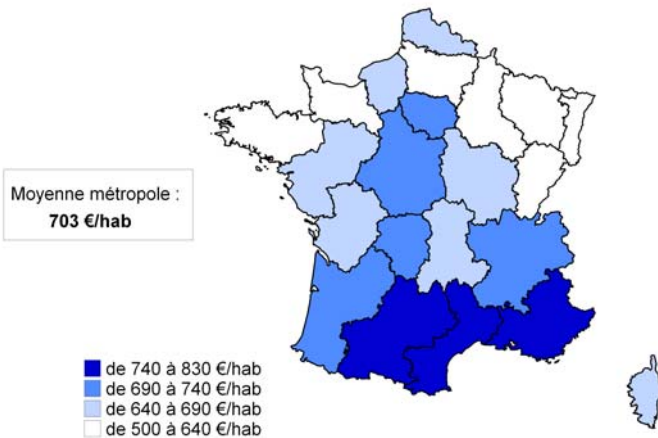 Moyenne métropole :
703 €/hab
de 740 à 830 €/hab
de 690 à 740 €/hab
de 640 à 690 €/hab
de 500 à 640 €/hab